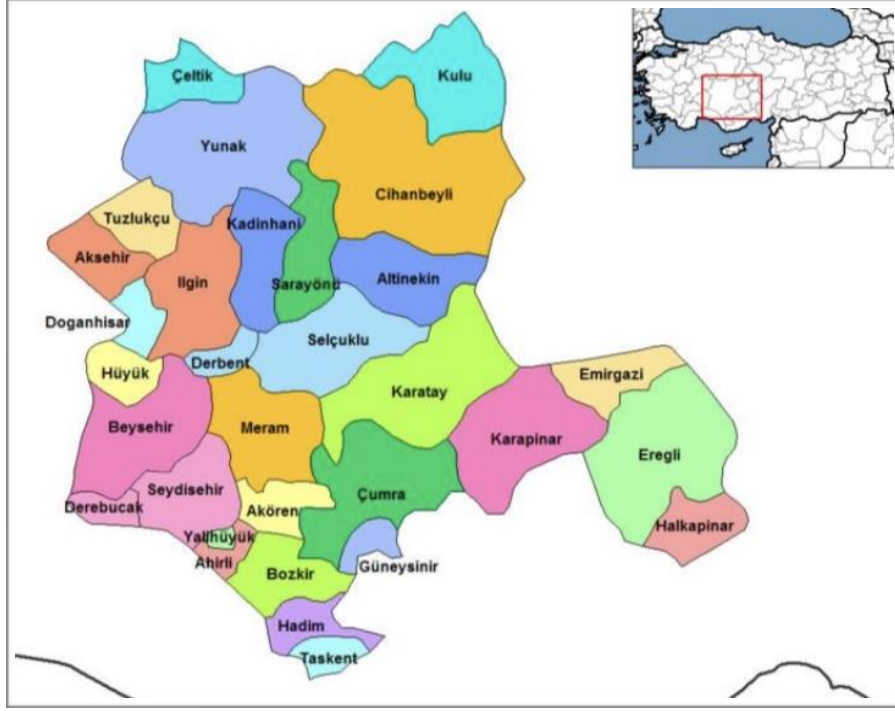 Çeltik
Kulu
Yunak
Cihanbeyli
Tuzlukçu
Kadinhani
Aksehir
Ilgin
Sarayönü
Altinekin
Doganhisar
Selçuklu
Derbent
Hüyük
Emirgazi
Karatay
Beysehir
Meram
Karapinar
Eregli
Seydisehir
Çumra
Derebucak
Akören
Halkapinar
Yalihüyük
Ahirli
Bozkir
Güneysinir
Hadim
Taskent